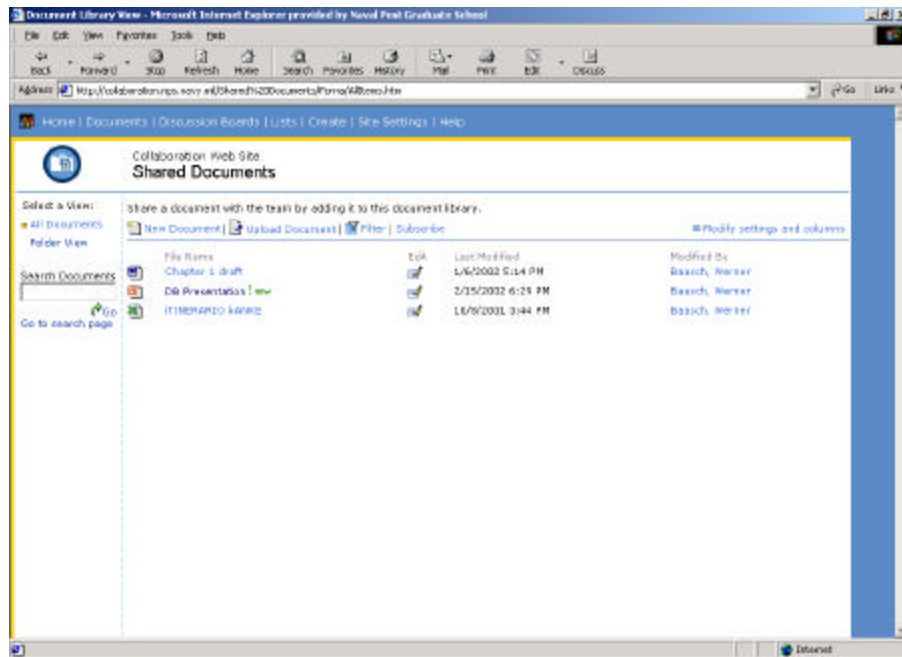 Document Library View - Microsoft Internet Explorer provided by Naval Post Graduate School
File Edit View Favorites Tools Help
Back Forward Stop Refresh Home Search Favorites History Mail Print Edit Discuss
Address Go Links
Home | Documents | Discussion Boards | Lists | Create | Site Settings | Help
Collaboration Web Site
Shared Documents
Select a View:
All Documents
Folder View
Search Documents
Go
Go to search page
Share a document with the team by adding it to this document library.
New Document | Upload Document | Filter | Subscribe
Modify settings and columns
File Name Edit Last Modified Modified By
Chapter 1 draft 1/6/2002 5:14 PM Baasch, Werner
DB Presentation ! new 2/15/2002 Baasch, Werner
ITINERARIO 3:44 PM Baasch, Werner
Internet